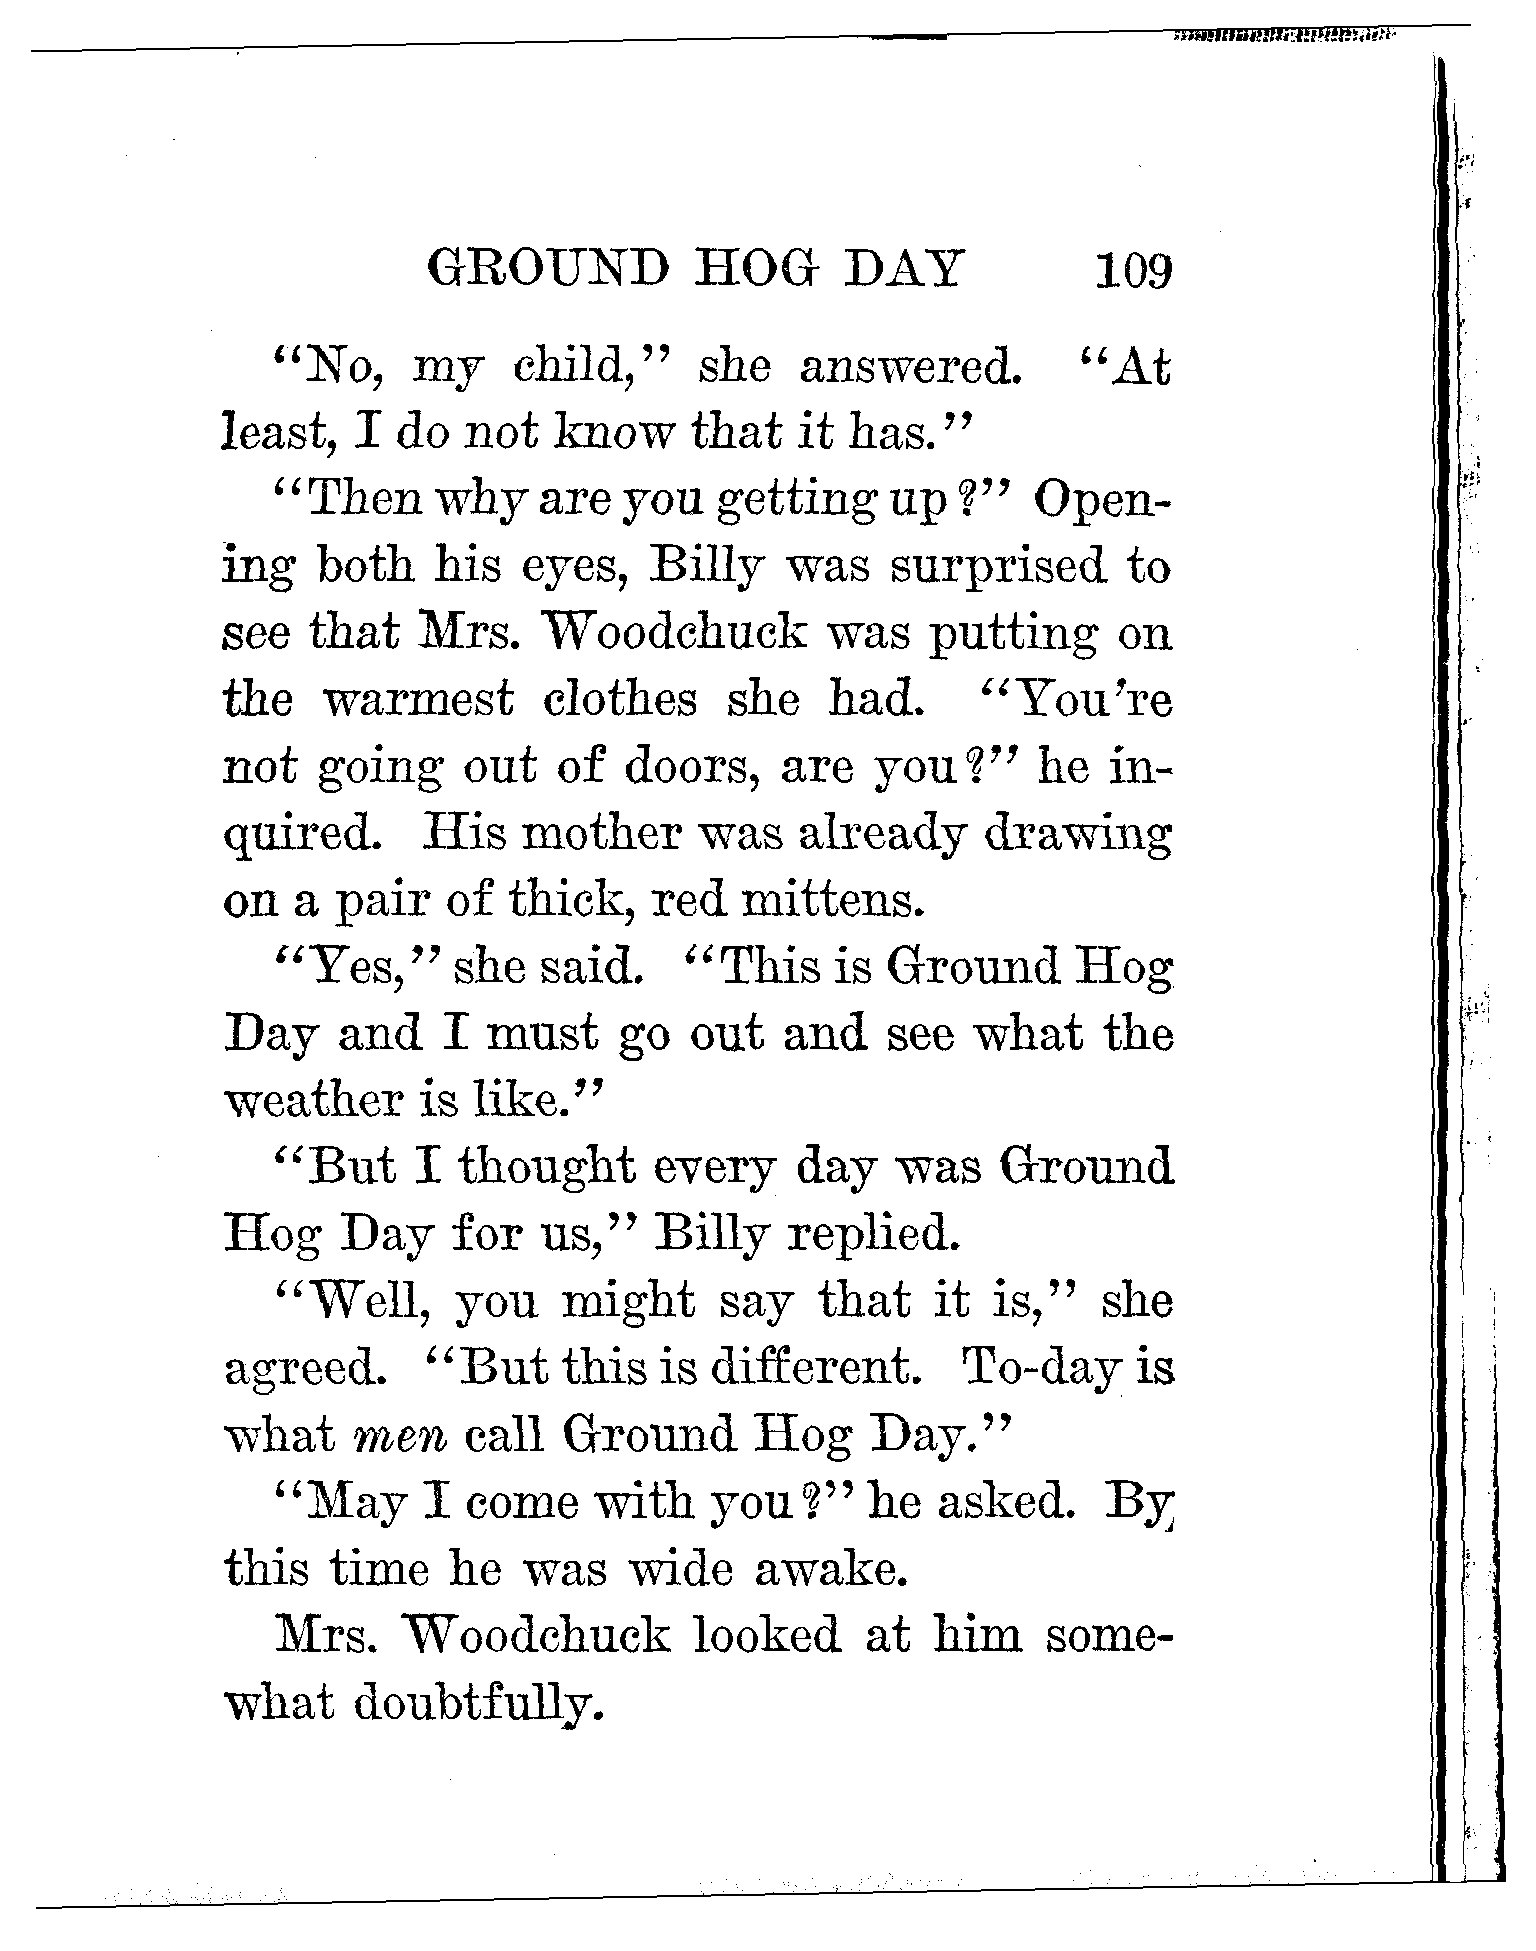 GROUND HOG DAY 109
"No, my child," she answered. "At
least, I do not know that it has."
"Then why are you getting up?" Open-
ing both his eyes, Billy was surprised to
see that Mrs. Woodchuck was putting on
the warmest clothes she had. "You're
not going out of doors, are you?" he in-
quired. His mother was already drawing
on a pair of thick, red mittens.
"Yes," she said. "This is Ground Hog
Day and I must go out and see what the
weather is like."
"But I thought every day was Ground
Hog Day for us," Billy replied.
"Well, you might say that it is," she
agreed. "But this is different. To-day is
what men call Ground Hog Day."
"May I come with you?" he asked. By
this time he was wide awake.
Mrs. Woodchuck looked at him some-
what doubtfully.